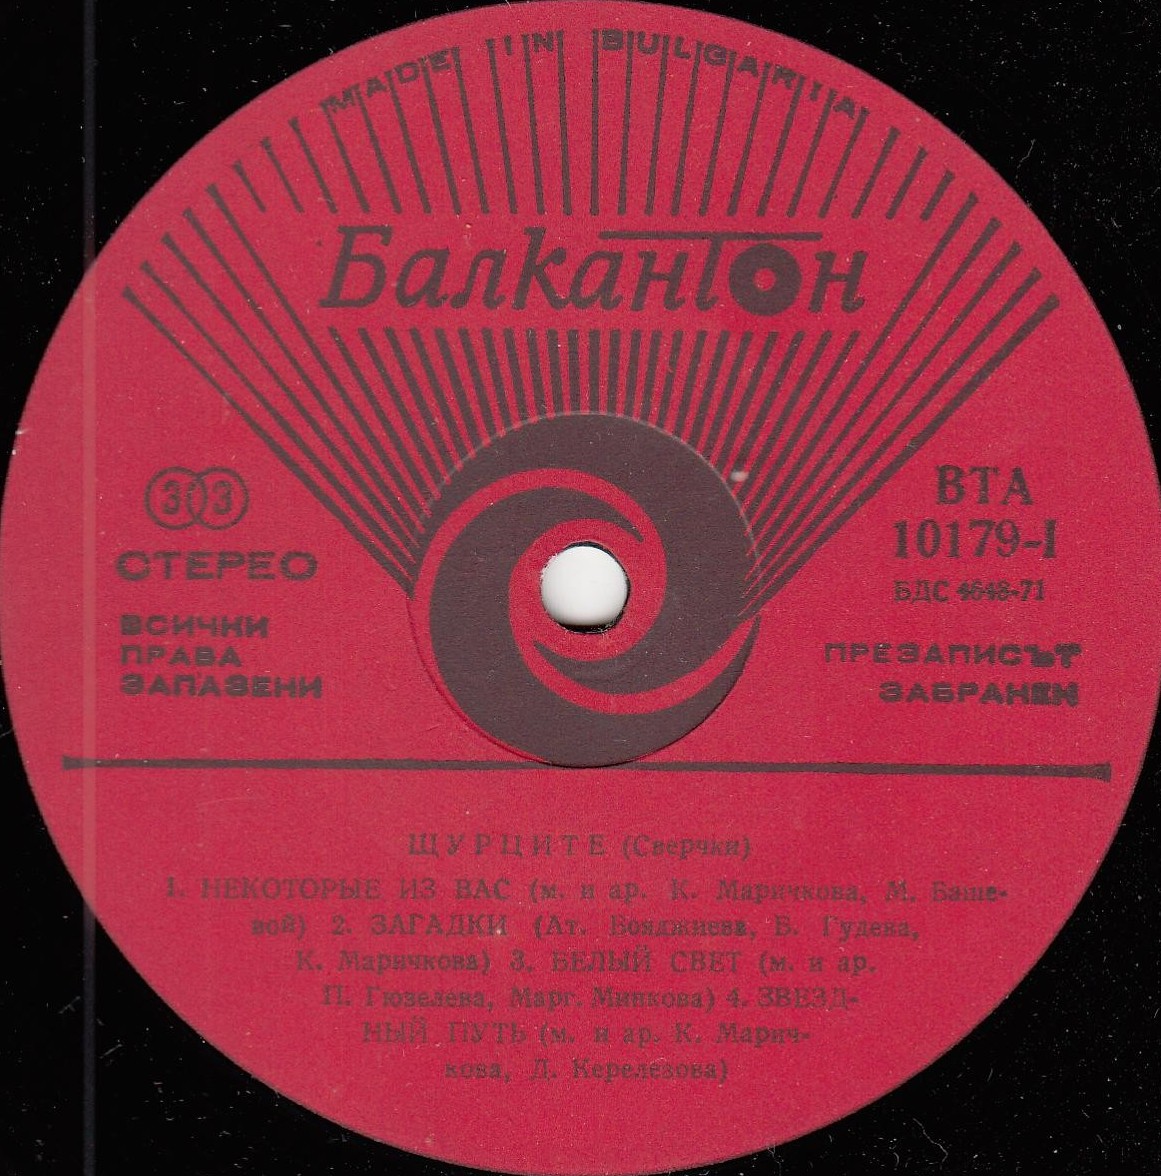 MADE IN BULGARIA
Балкантон
33
СТЕРЕО
ВСИЧКИ
ПРАВА
ЗАПАЗЕНИ
ВТА
10179-I
БДС 4648-71
ПРЕЗАПИСЪТ
ЗАБРАНЕН
ЩУРЦИТЕ (Сверчки)
1. НЕКОТОРЫЕ ИЗ ВАС (м. и ар. К. Маричкова, М. Баше-
вой) 2. ЗАГАДКИ (Ат. Бояджиева, Б. Гудева,
К. Маричкова) 3. БЕЛЫЙ СВЕТ (м. и ар.
П. Гюзелева, Марг. Минкова) 4. ЗВЕЗД-
НЫЙ ПУТЬ (м. и ар. К. Марич-
кова, Д. Керелезова)